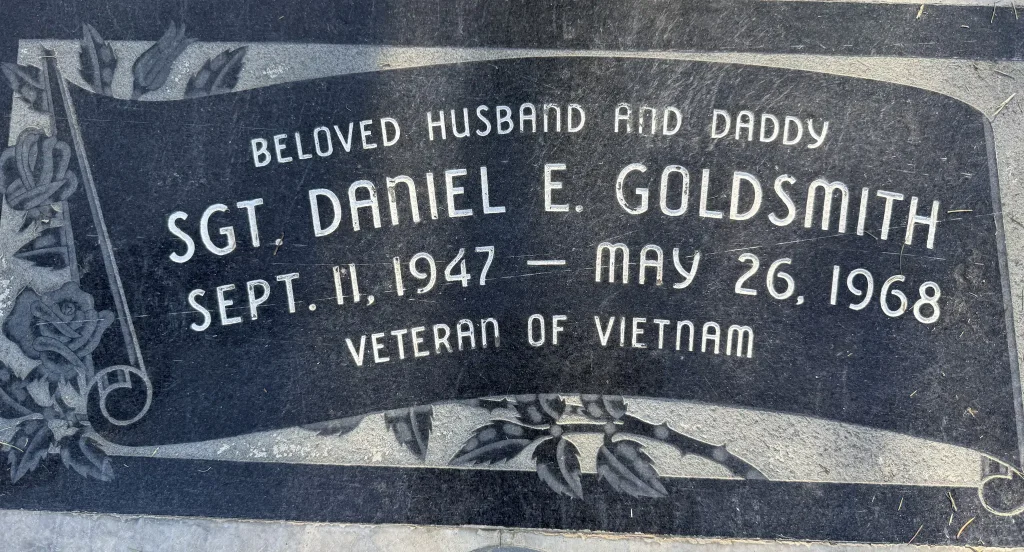 BELOVED HUSBAND AND DADDY
SGT. DANIEL E. GOLDSMITH
SEPT. 11, 1947 — MAY 26, 1968
VETERAN OF VIETNAM